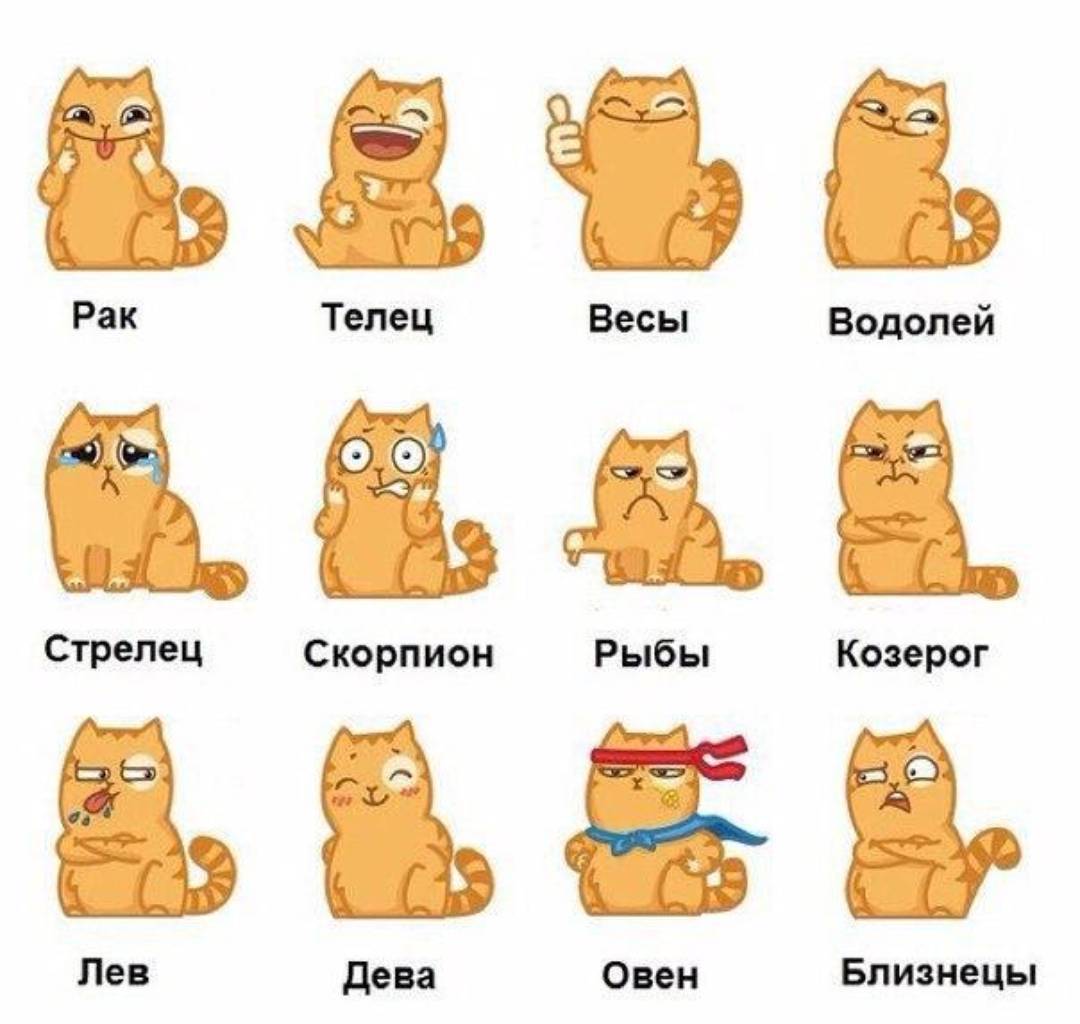 Рак
Телец
Весы
Водолей
Стрелец
Скорпион
Рыбы
Козерог
Лев
Дева
Овен
Близнецы